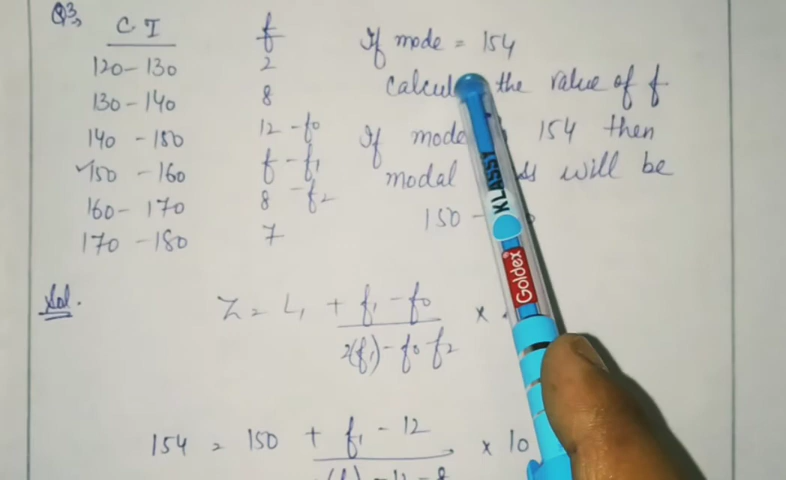 Q3,
C I f If mode = 154
120-130 2
130-140 8 the value of f
140-150 12 - f0 If mode 154 then
150-160 f - f1 modal will be
160-170 8 - f2
170-180 7 150 -
Sol. Z = L1 + f1 - f0 ×
2(f1) - f0 f2
154 = 150 + f1 - 12 × 10
KLASSY
Goldex